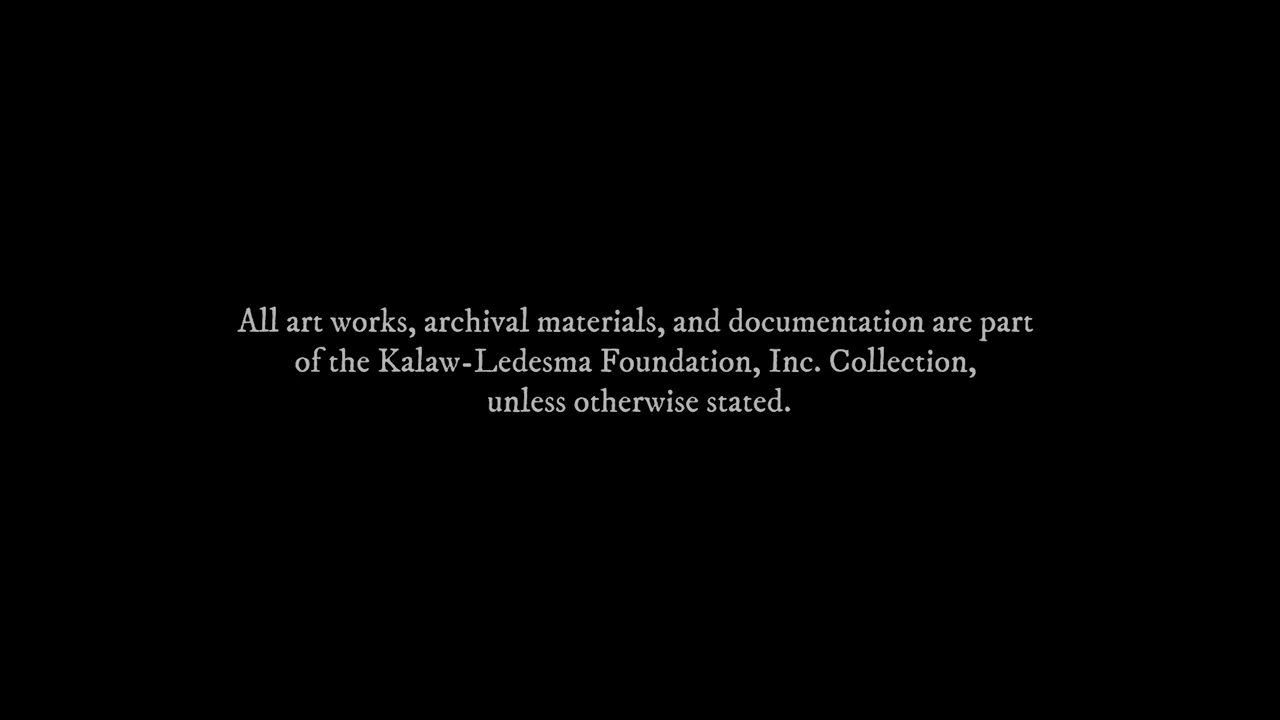 All art works, archival materials, and documentation are part
of the Kalaw-Ledesma Foundation, Inc. Collection,
unless otherwise stated.